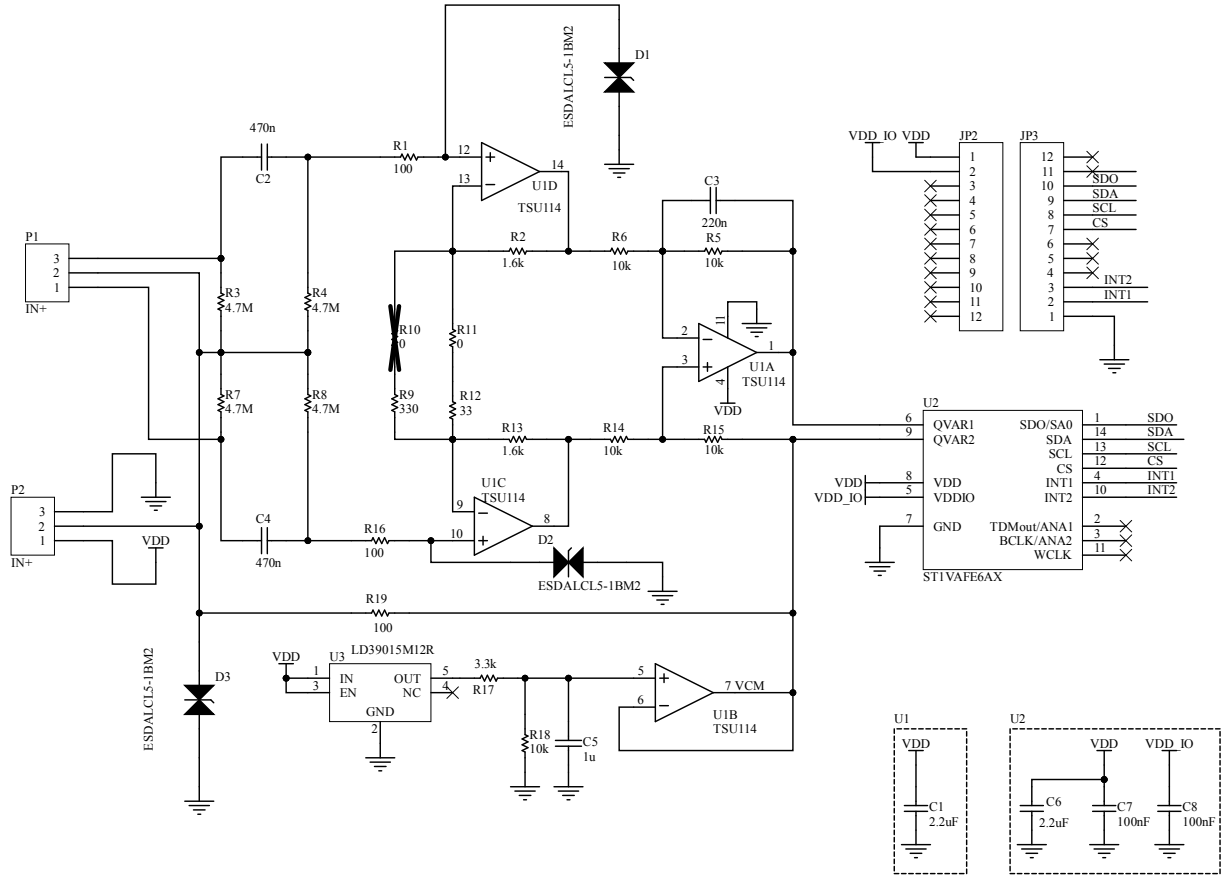 ESDALCL5-1BM2
D1
470n
C2
R1
100
12
13
14
U1D
TSU114
C3
220n
R2
1.6k
R6
10k
R5
10k
P1
3
2
1
IN+
R3
4.7M
R4
4.7M
R10
0
R11
0
R7
4.7M
R8
4.7M
R9
330
R12
33
2
3
1
11
4
U1A
TSU114
VDD
R13
1.6k
R14
10k
R15
10k
P2
3
2
1
IN+
VDD
C4
470n
R16
100
U1C
TSU114
9
10
8
D2
ESDALCL5-1BM2
R19
100
ESDALCL5-1BM2
D3
VDD
U3
LD39015M12R
1
3
IN
EN
OUT
NC
GND
5
4
2
3.3k
R17
R18
10k
C5
1u
5
6
7 VCM
U1B
TSU114
VDD_IO VDD
JP2
1
2
3
4
5
6
7
8
9
10
11
12
JP3
12
11
10
9
8
7
6
5
4
3
2
1
SDO
SDA
SCL
CS
INT2
INT1
U2
6
9
QVAR1
QVAR2
VDD
VDD_IO
8
5
VDD
VDDIO
7
GND
SDO/SA0
SDA
SCL
CS
INT1
INT2
1
14
13
12
4
10
SDO
SDA
SCL
CS
INT1
INT2
TDMout/ANA1
BCLK/ANA2
WCLK
2
3
11
ST1VAFE6AX
U1
VDD
C1
2.2uF
U2
VDD
VDD_IO
C6
2.2uF
C7
100nF
C8
100nF